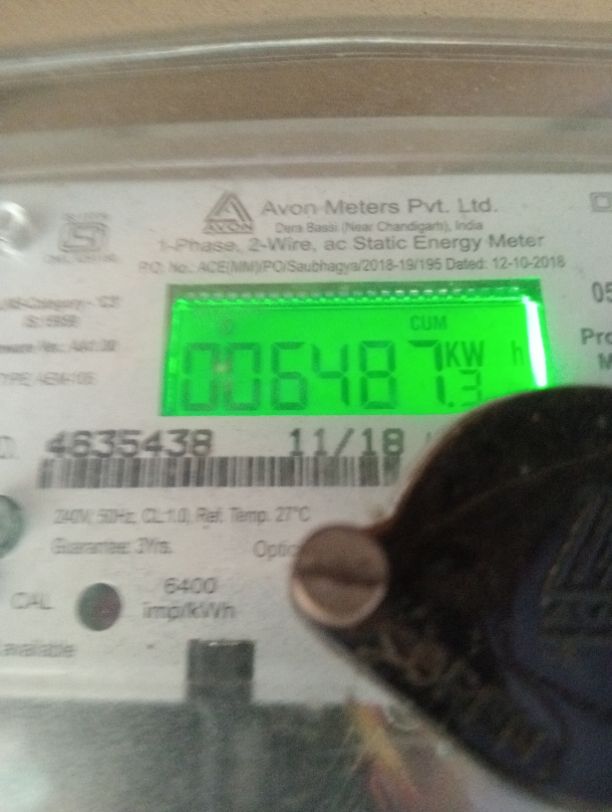 Avon Meters Pvt. Ltd.
AVON
Dera Bassi (Near Chandigarh), India
1-Phase, 2-Wire, ac Static Energy Meter
P.O. No.: ACE(MM)/PO/Saubhagya/2018-19/195 Dated: 12-10-2018
05
CUM
006487.3 KW h
4635438 11/18
240V, 50Hz, CL:1.0, Ref. Temp. 27°C
Guarantee: 3Yrs.
CAL
6400
imp/kWh
available